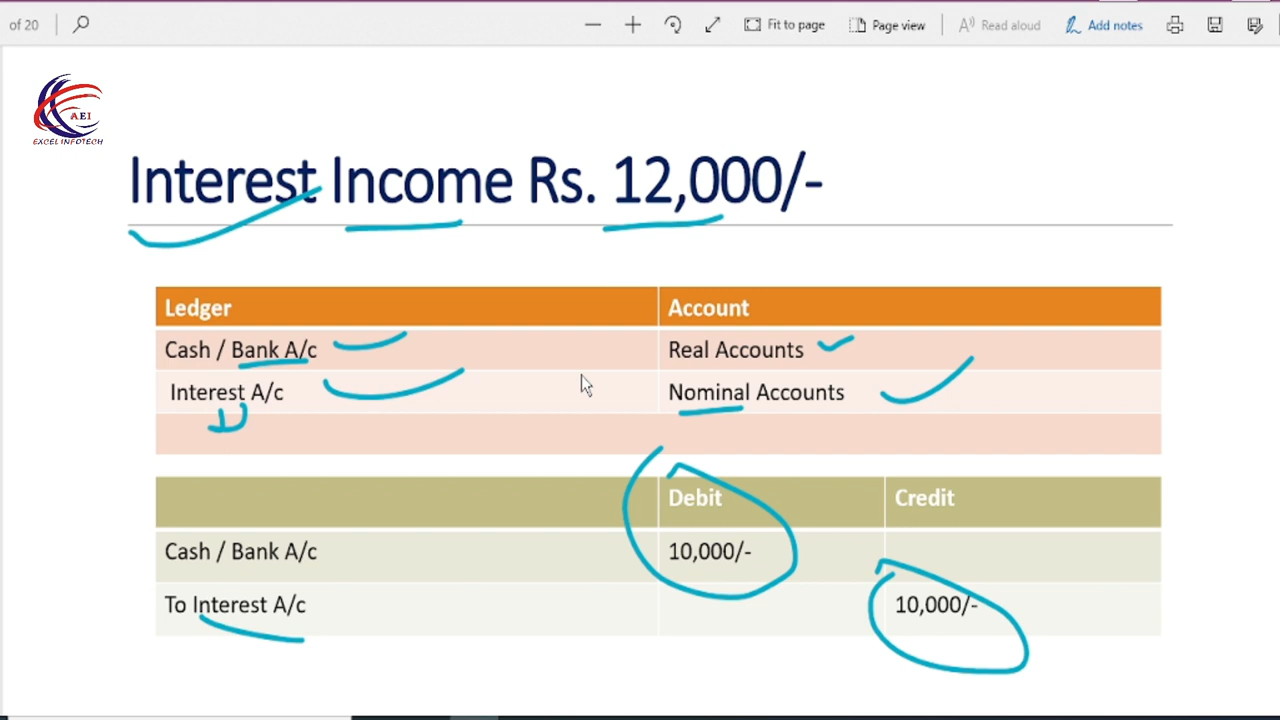 of 20
Fit to page
Page view
Read aloud
Add notes
AEI
EXCEL INFOTECH
Interest Income Rs. 12,000/-
Ledger Account
Cash / Bank A/c Real Accounts
Interest A/c Nominal Accounts
Debit Credit
Cash / Bank A/c 10,000/-
To Interest A/c 10,000/-